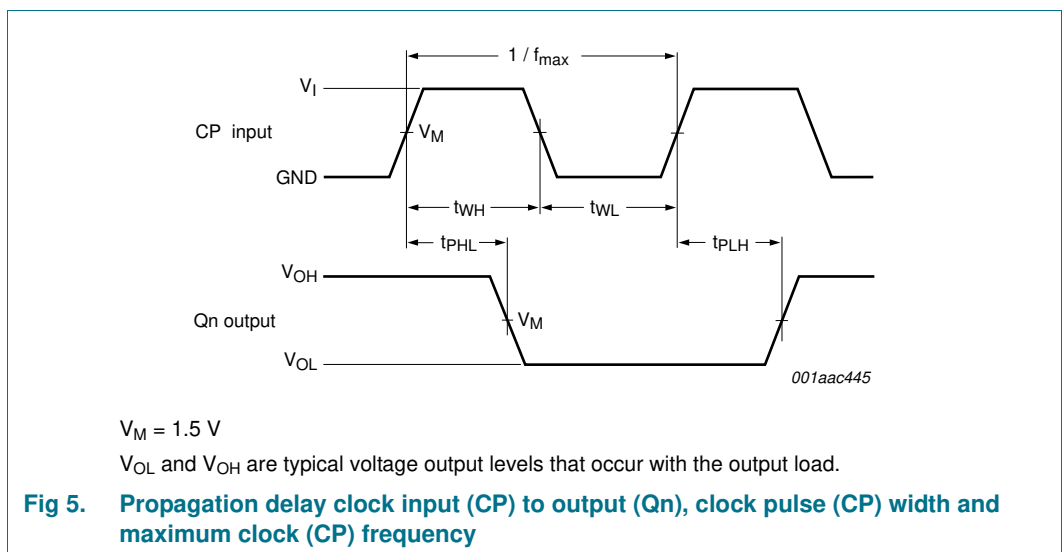 1 / fmax
VI
CP input
VM
GND
tWH
tWL
tPHL
tPLH
VOH
Qn output
VM
VOL
001aac445
VM = 1.5 V
VOL and VOH are typical voltage output levels that occur with the output load.
Fig 5. Propagation delay clock input (CP) to output (Qn), clock pulse (CP) width and
maximum clock (CP) frequency